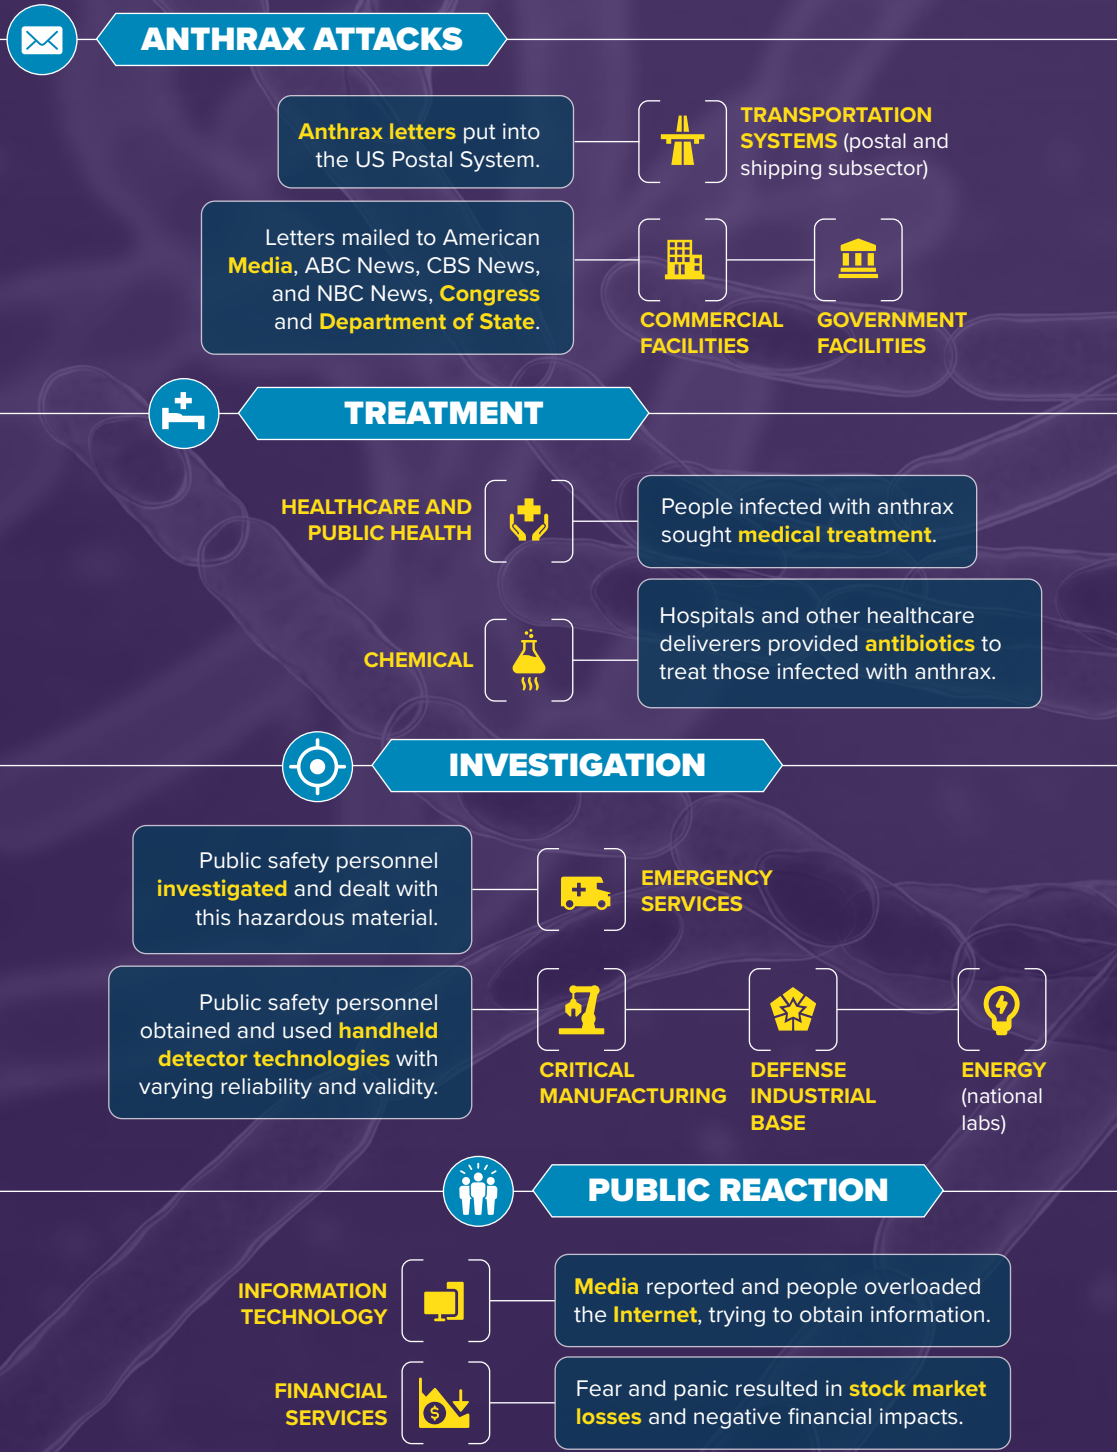 ANTHRAX ATTACKS
Anthrax letters put into
the US Postal System.
TRANSPORTATION
SYSTEMS (postal and
shipping subsector)
Letters mailed to American
Media, ABC News, CBS News,
and NBC News, Congress
and Department of State.
COMMERCIAL
FACILITIES
GOVERNMENT
FACILITIES
TREATMENT
HEALTHCARE AND
PUBLIC HEALTH
People infected with anthrax
sought medical treatment.
CHEMICAL
Hospitals and other healthcare
deliverers provided antibiotics to
treat those infected with anthrax.
INVESTIGATION
Public safety personnel
investigated and dealt with
this hazardous material.
EMERGENCY
SERVICES
Public safety personnel
obtained and used handheld
detector technologies with
varying reliability and validity.
CRITICAL
MANUFACTURING
DEFENSE
INDUSTRIAL
BASE
ENERGY
(national
labs)
PUBLIC REACTION
INFORMATION
TECHNOLOGY
Media reported and people overloaded
the Internet, trying to obtain information.
FINANCIAL
SERVICES
$
Fear and panic resulted in stock market
losses and negative financial impacts.